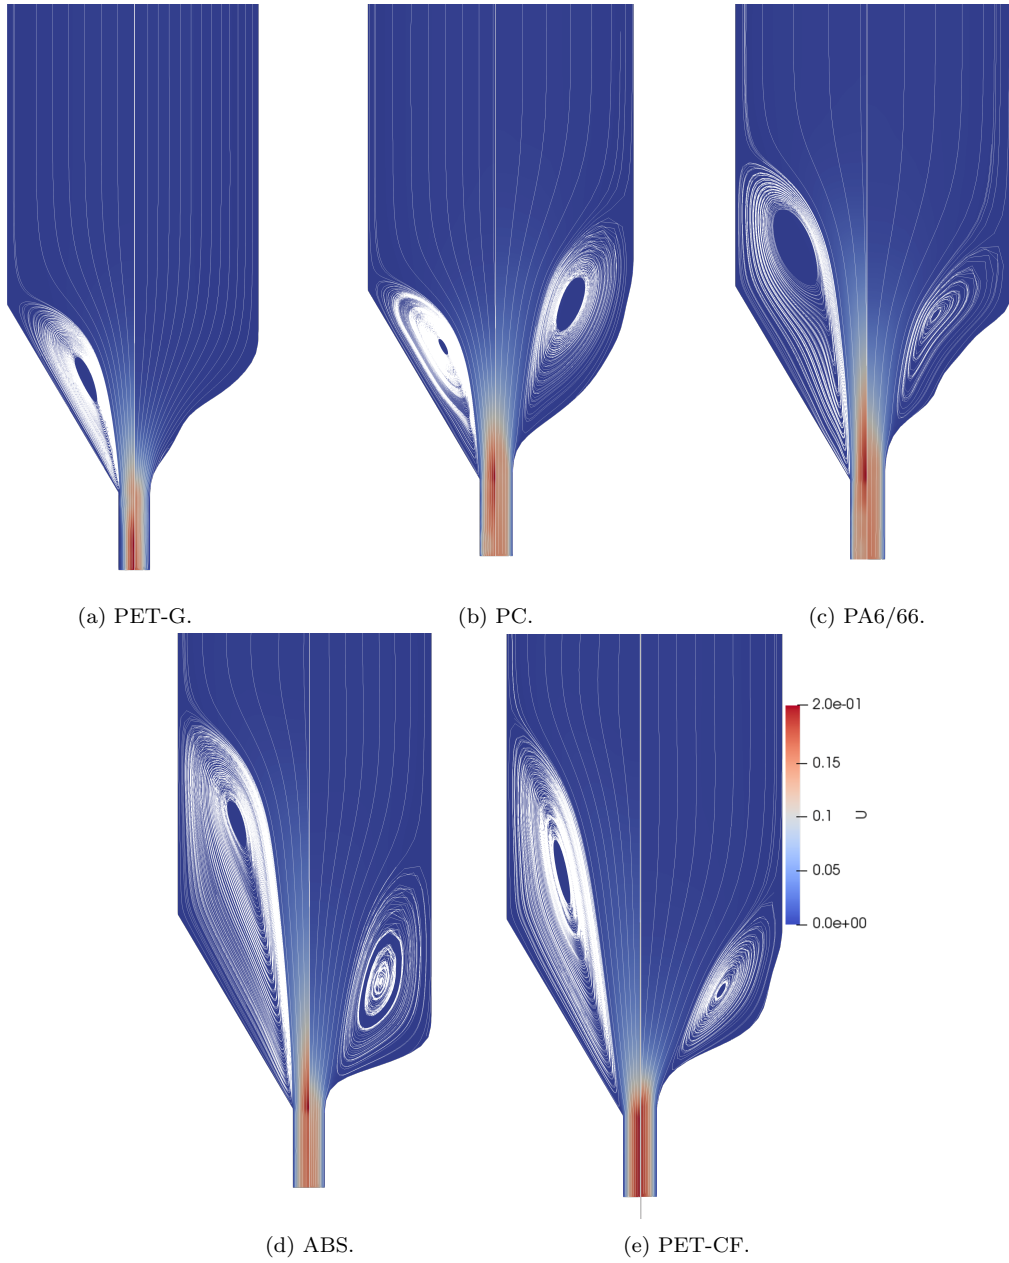 (a) PET-G.
(b) PC.
(c) PA6/66.
2.0e-01
0.15
0.1
U
0.05
0.0e+00
(d) ABS.
(e) PET-CF.